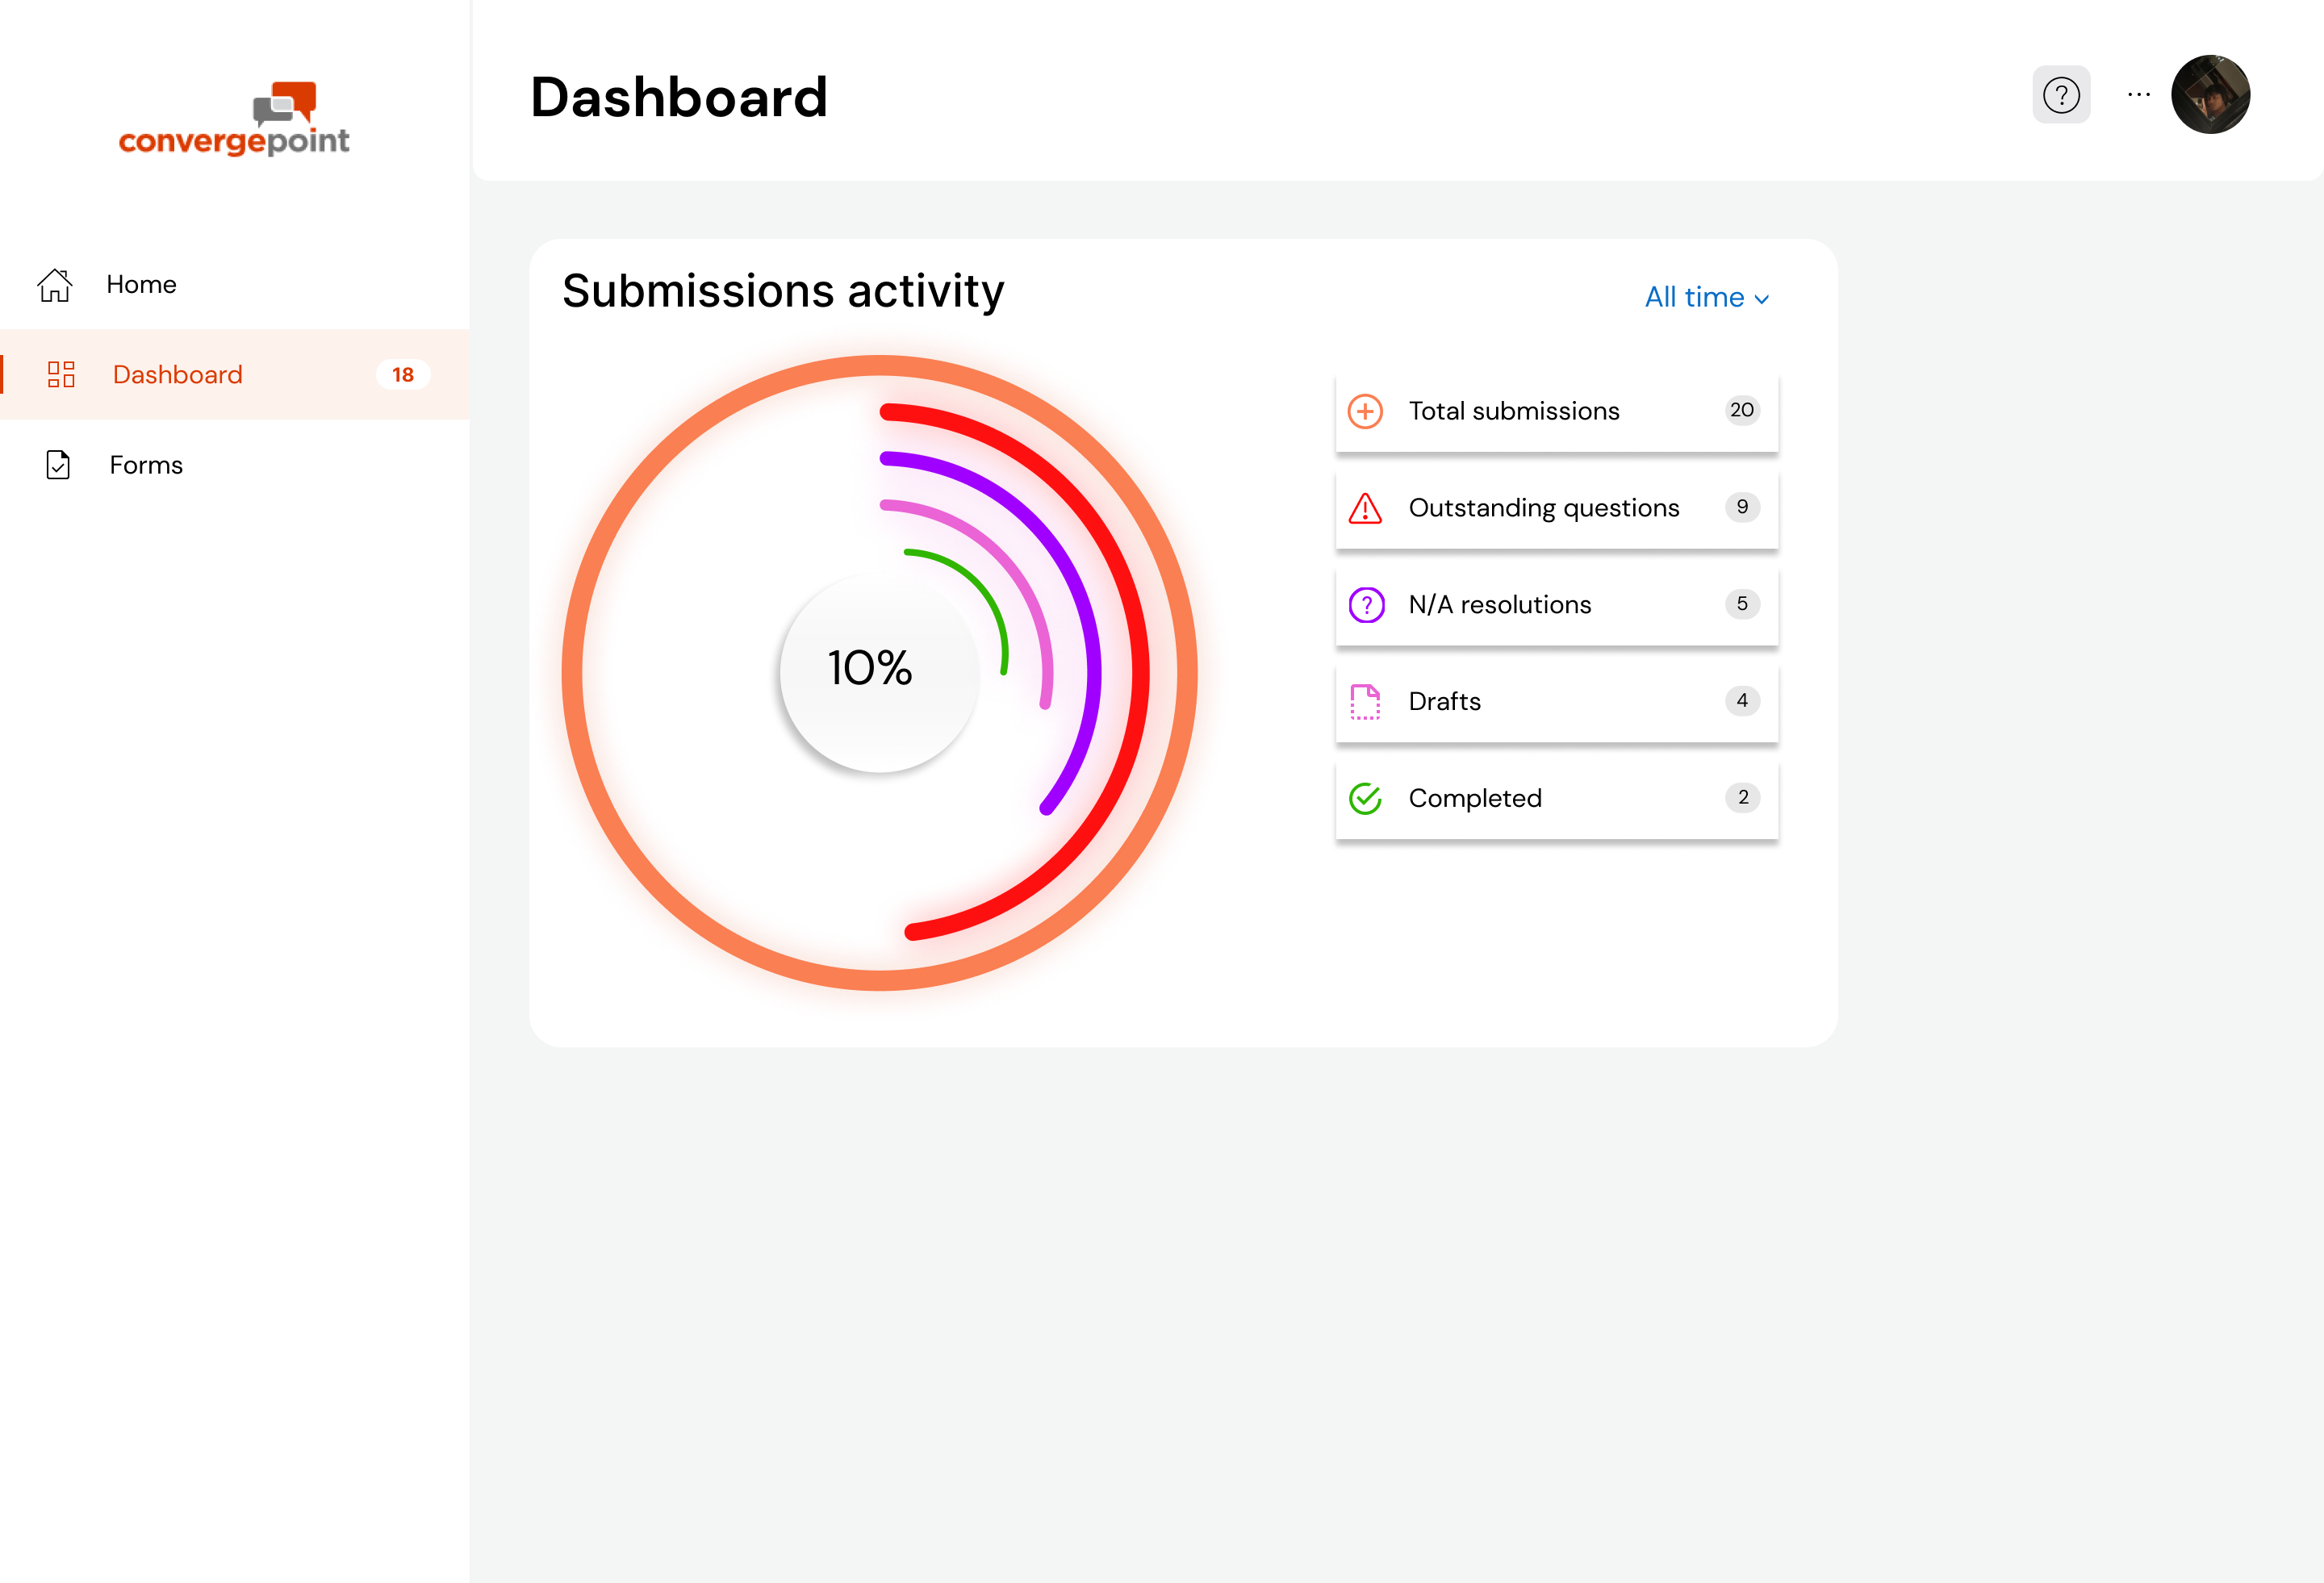 convergepoint
Home
Dashboard 18
Forms
Dashboard
?
Submissions activity
All time
10%
Total submissions 20
Outstanding questions 9
N/A resolutions 5
Drafts 4
Completed 2